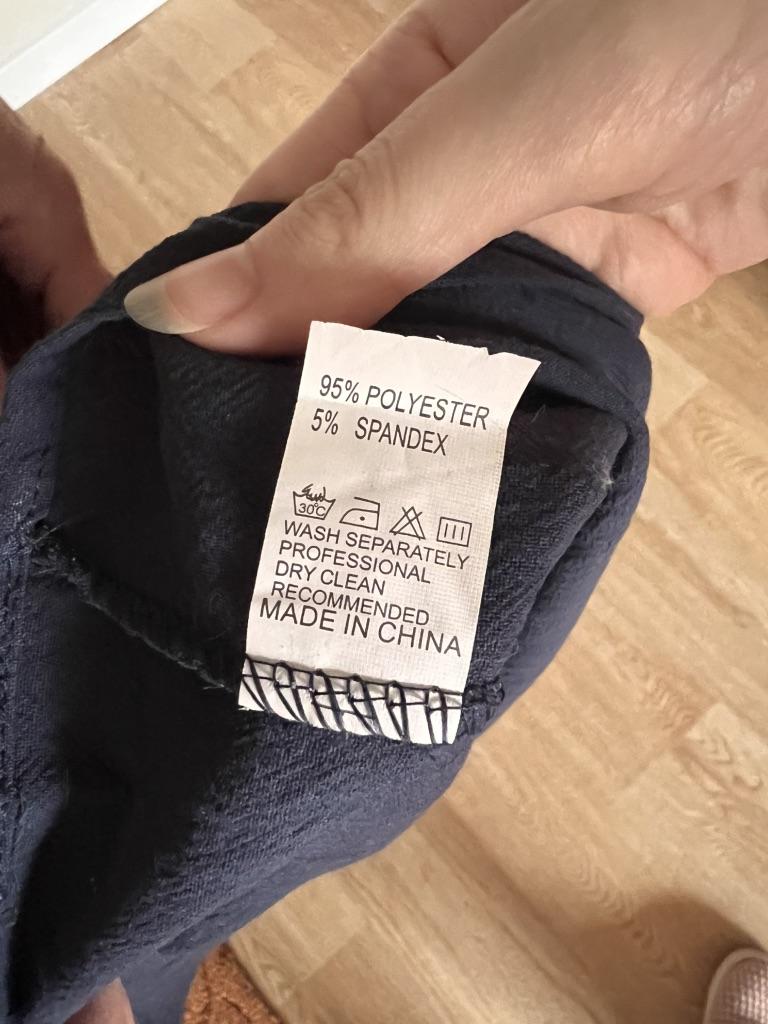 95% POLYESTER
5% SPANDEX
30°C
WASH SEPARATELY
PROFESSIONAL
DRY CLEAN
RECOMMENDED
MADE IN CHINA